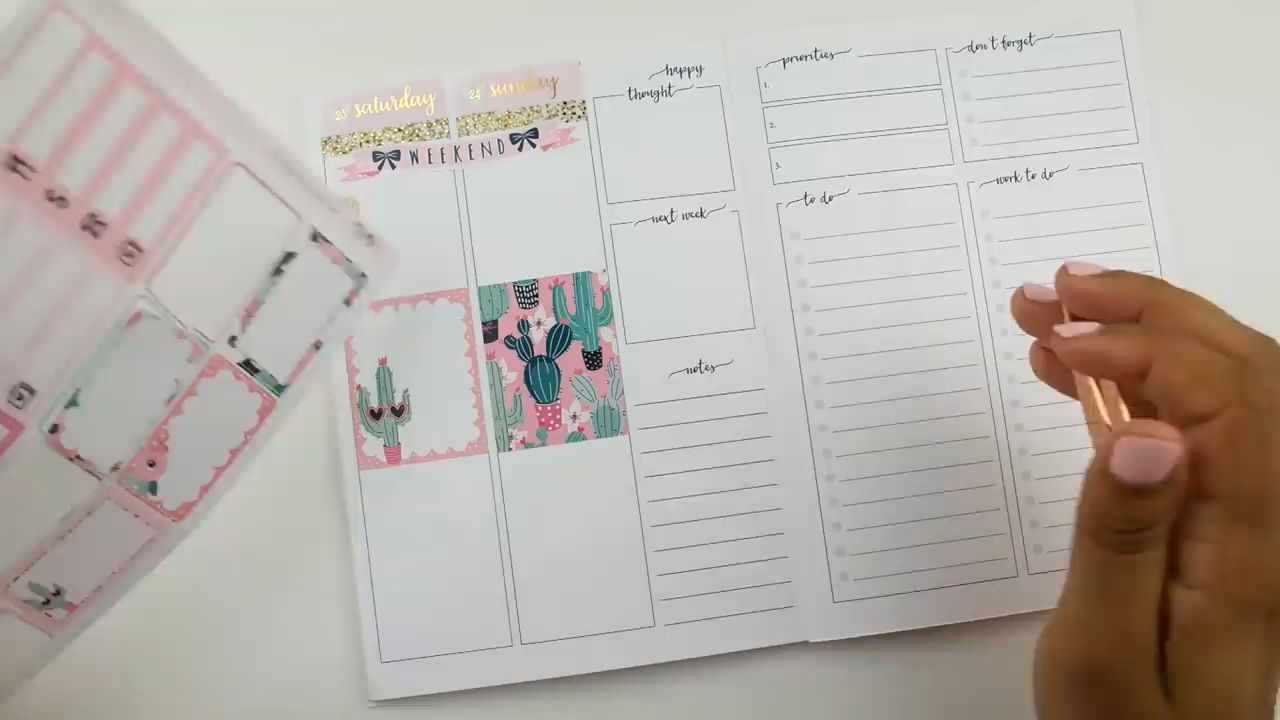 23 saturday
24 sunday
WEEKEND
happy
thought
next week
notes
priorities
1.
2.
3.
don't forget
to do
work to do